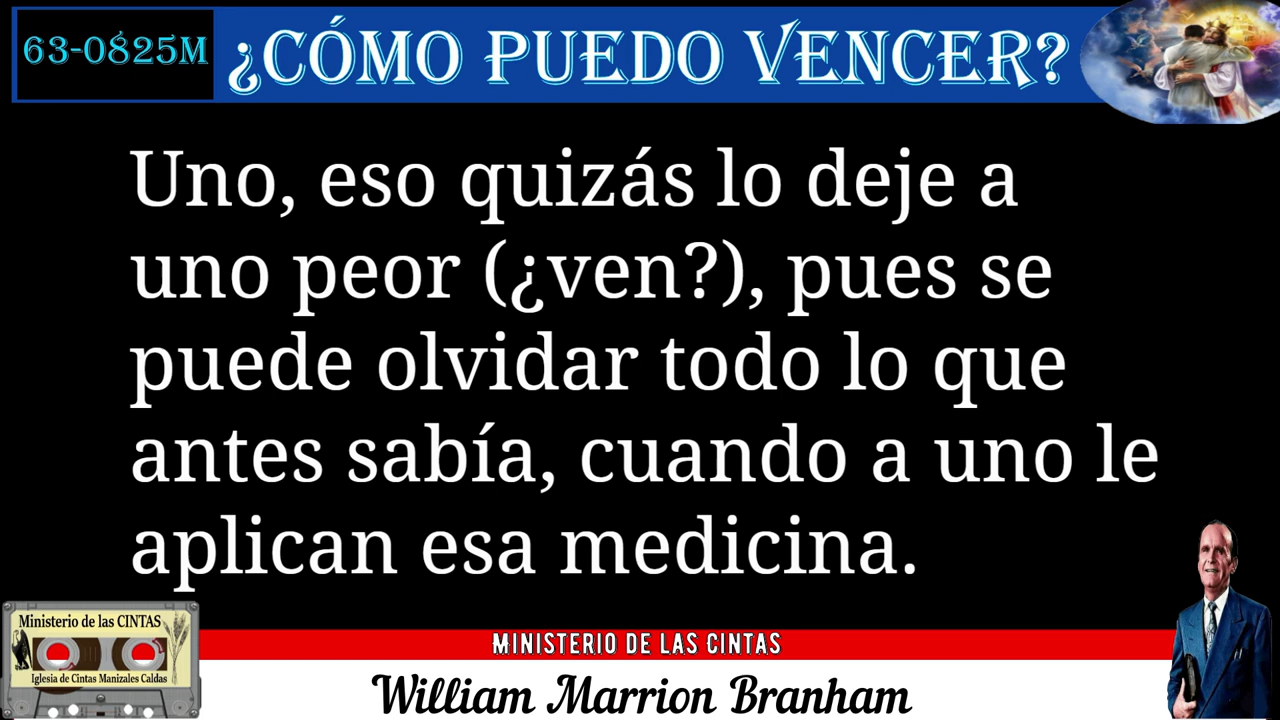 63-0825M
¿CÓMO PUEDO VENCER?
Uno, eso quizás lo deje a
uno peor (¿ven?), pues se
puede olvidar todo lo que
antes sabía, cuando a uno le
aplican esa medicina.
Ministerio de las CINTAS
Iglesia de Cintas Manizales Caldas
MINISTERIO DE LAS CINTAS
William Marrion Branham